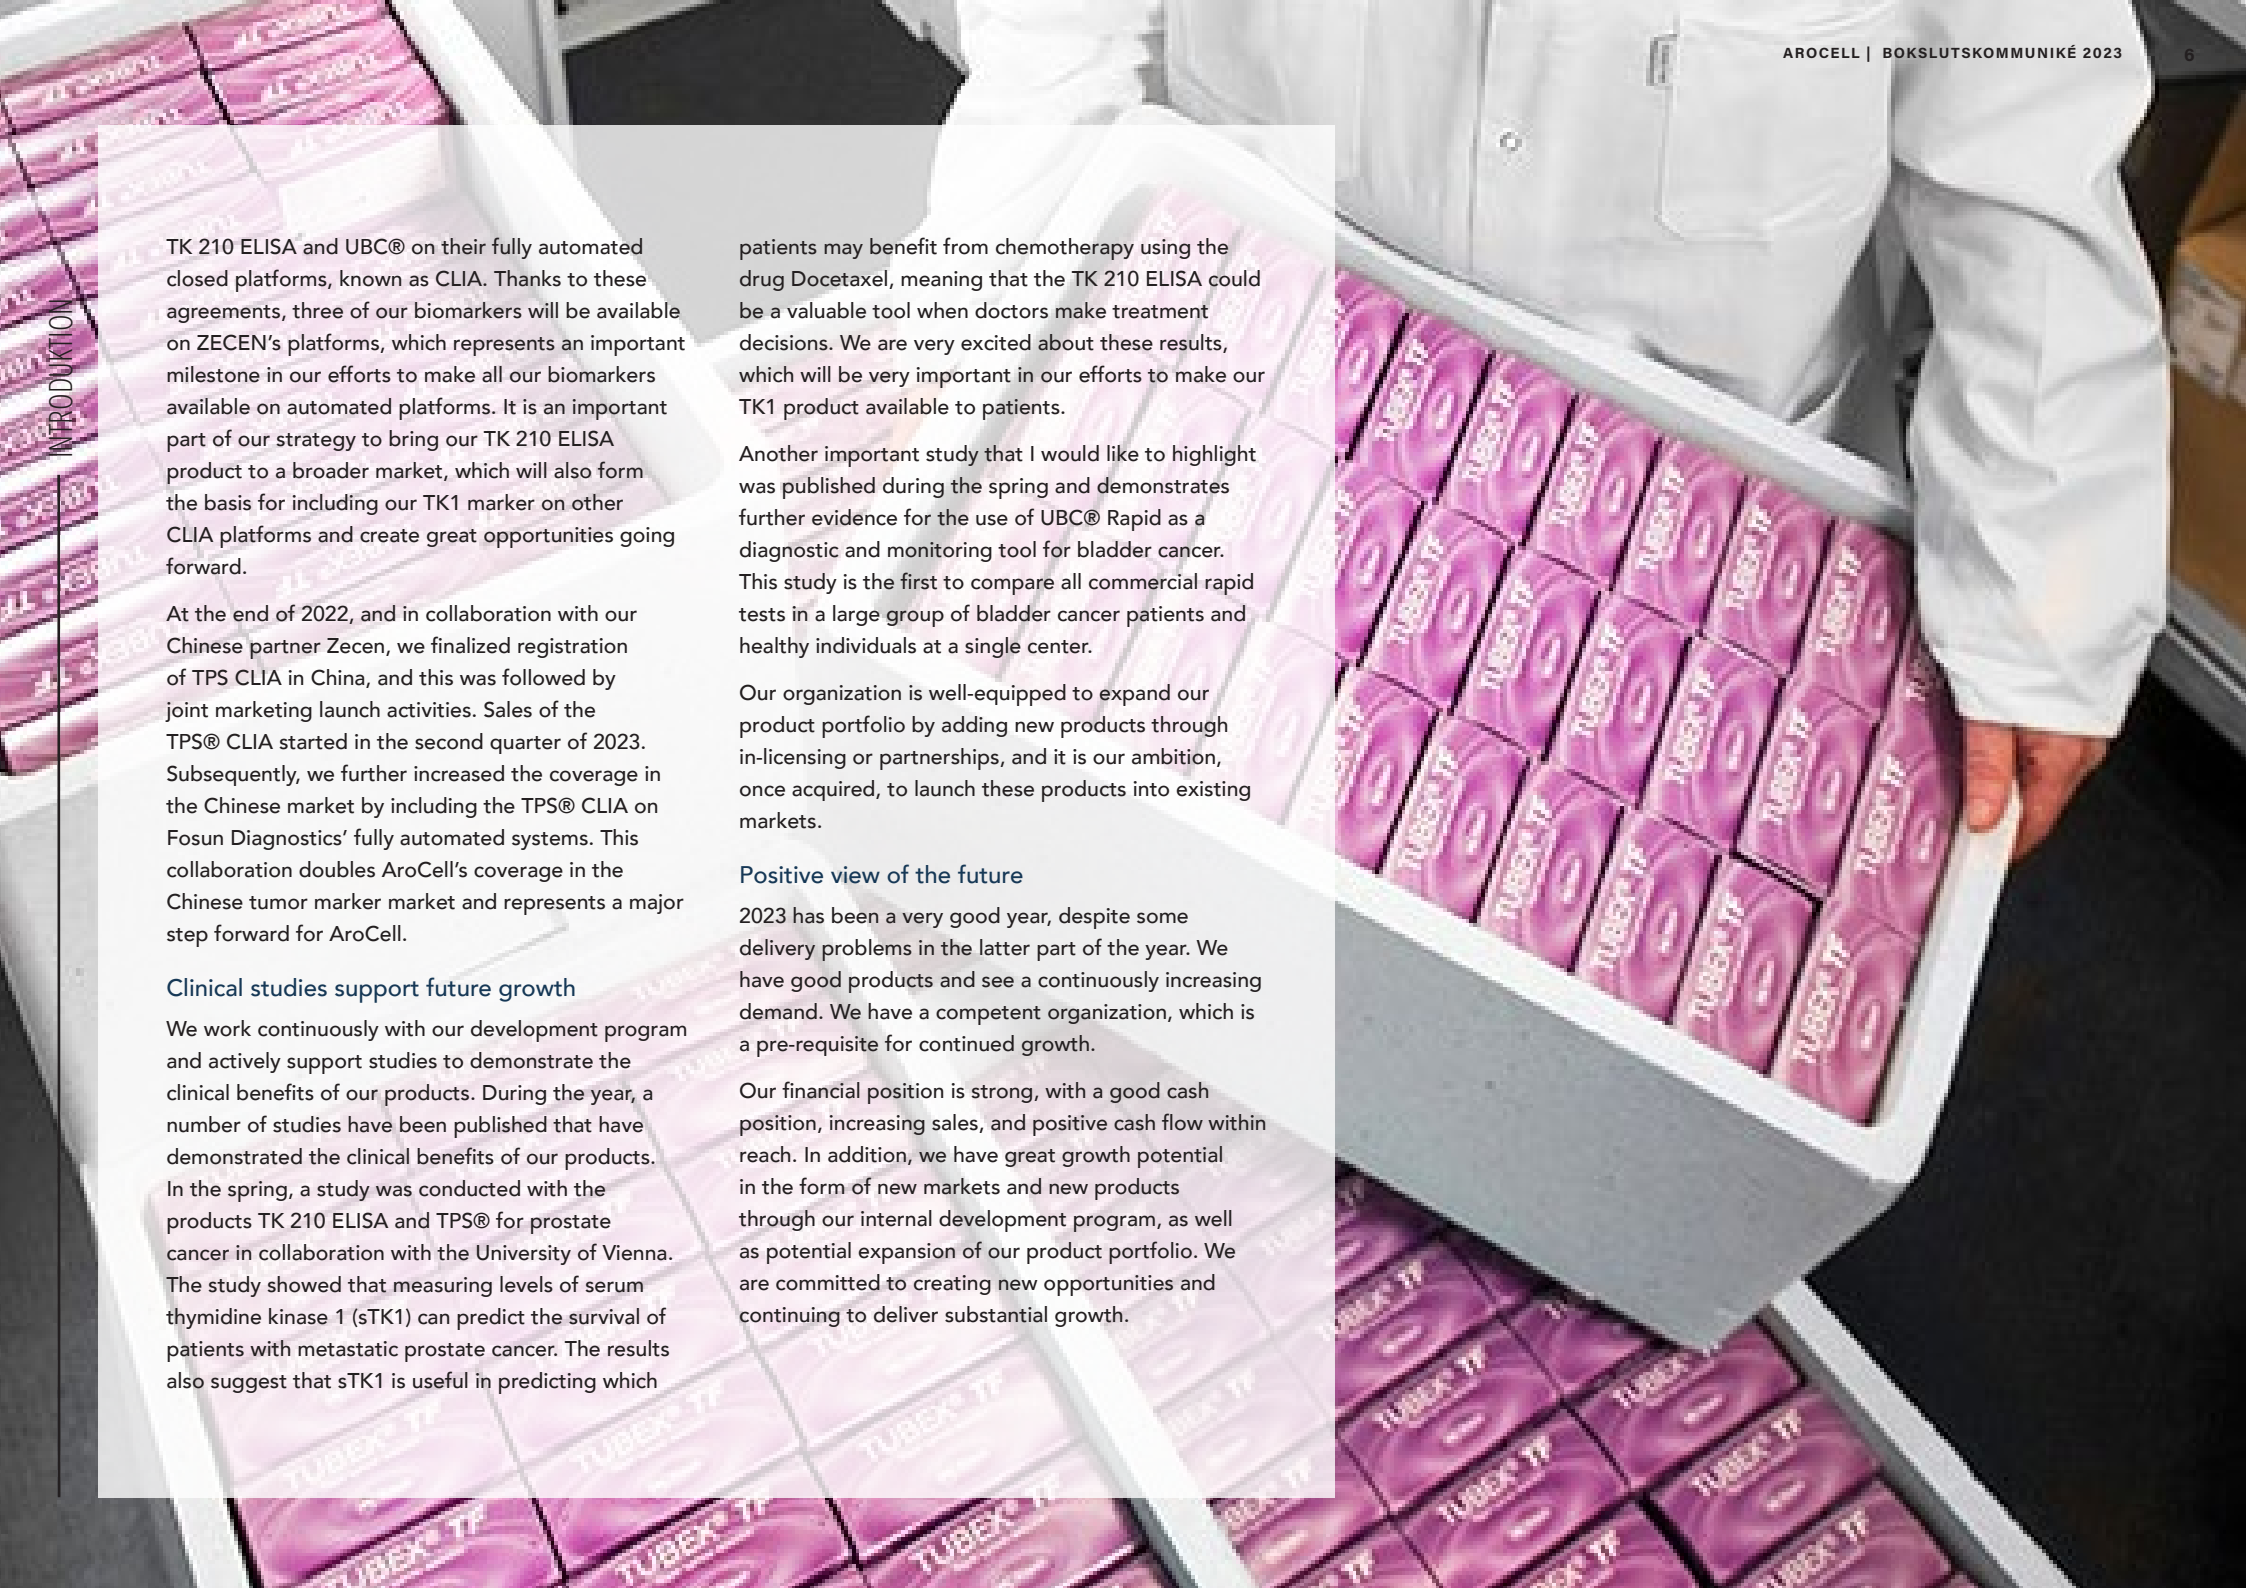 AROCELL | BOKSLUTSKOMMUNIKÉ 2023 6
INTRODUKTION
TK 210 ELISA and UBC® on their fully automated
closed platforms, known as CLIA. Thanks to these
agreements, three of our biomarkers will be available
on ZECEN’s platforms, which represents an important
milestone in our efforts to make all our biomarkers
available on automated platforms. It is an important
part of our strategy to bring our TK 210 ELISA
product to a broader market, which will also form
the basis for including our TK1 marker on other
CLIA platforms and create great opportunities going
forward.
At the end of 2022, and in collaboration with our
Chinese partner Zecen, we finalized registration
of TPS CLIA in China, and this was followed by
joint marketing launch activities. Sales of the
TPS® CLIA started in the second quarter of 2023.
Subsequently, we further increased the coverage in
the Chinese market by including the TPS® CLIA on
Fosun Diagnostics’ fully automated systems. This
collaboration doubles AroCell’s coverage in the
Chinese tumor marker market and represents a major
step forward for AroCell.
Clinical studies support future growth
We work continuously with our development program
and actively support studies to demonstrate the
clinical benefits of our products. During the year, a
number of studies have been published that have
demonstrated the clinical benefits of our products.
In the spring, a study was conducted with the
products TK 210 ELISA and TPS® for prostate
cancer in collaboration with the University of Vienna.
The study showed that measuring levels of serum
thymidine kinase 1 (sTK1) can predict the survival of
patients with metastatic prostate cancer. The results
also suggest that sTK1 is useful in predicting which
patients may benefit from chemotherapy using the
drug Docetaxel, meaning that the TK 210 ELISA could
be a valuable tool when doctors make treatment
decisions. We are very excited about these results,
which will be very important in our efforts to make our
TK1 product available to patients.
Another important study that I would like to highlight
was published during the spring and demonstrates
further evidence for the use of UBC® Rapid as a
diagnostic and monitoring tool for bladder cancer.
This study is the first to compare all commercial rapid
tests in a large group of bladder cancer patients and
healthy individuals at a single center.
Our organization is well-equipped to expand our
product portfolio by adding new products through
in-licensing or partnerships, and it is our ambition,
once acquired, to launch these products into existing
markets.
Positive view of the future
2023 has been a very good year, despite some
delivery problems in the latter part of the year. We
have good products and see a continuously increasing
demand. We have a competent organization, which is
a pre-requisite for continued growth.
Our financial position is strong, with a good cash
position, increasing sales, and positive cash flow within
reach. In addition, we have great growth potential
in the form of new markets and new products
through our internal development program, as well
as potential expansion of our product portfolio. We
are committed to creating new opportunities and
continuing to deliver substantial growth.
TUBEX® TF
TUBEX® TF
TUBEX® TF
TUBEX® TF
TUBEX® TF
TUBEX® TF